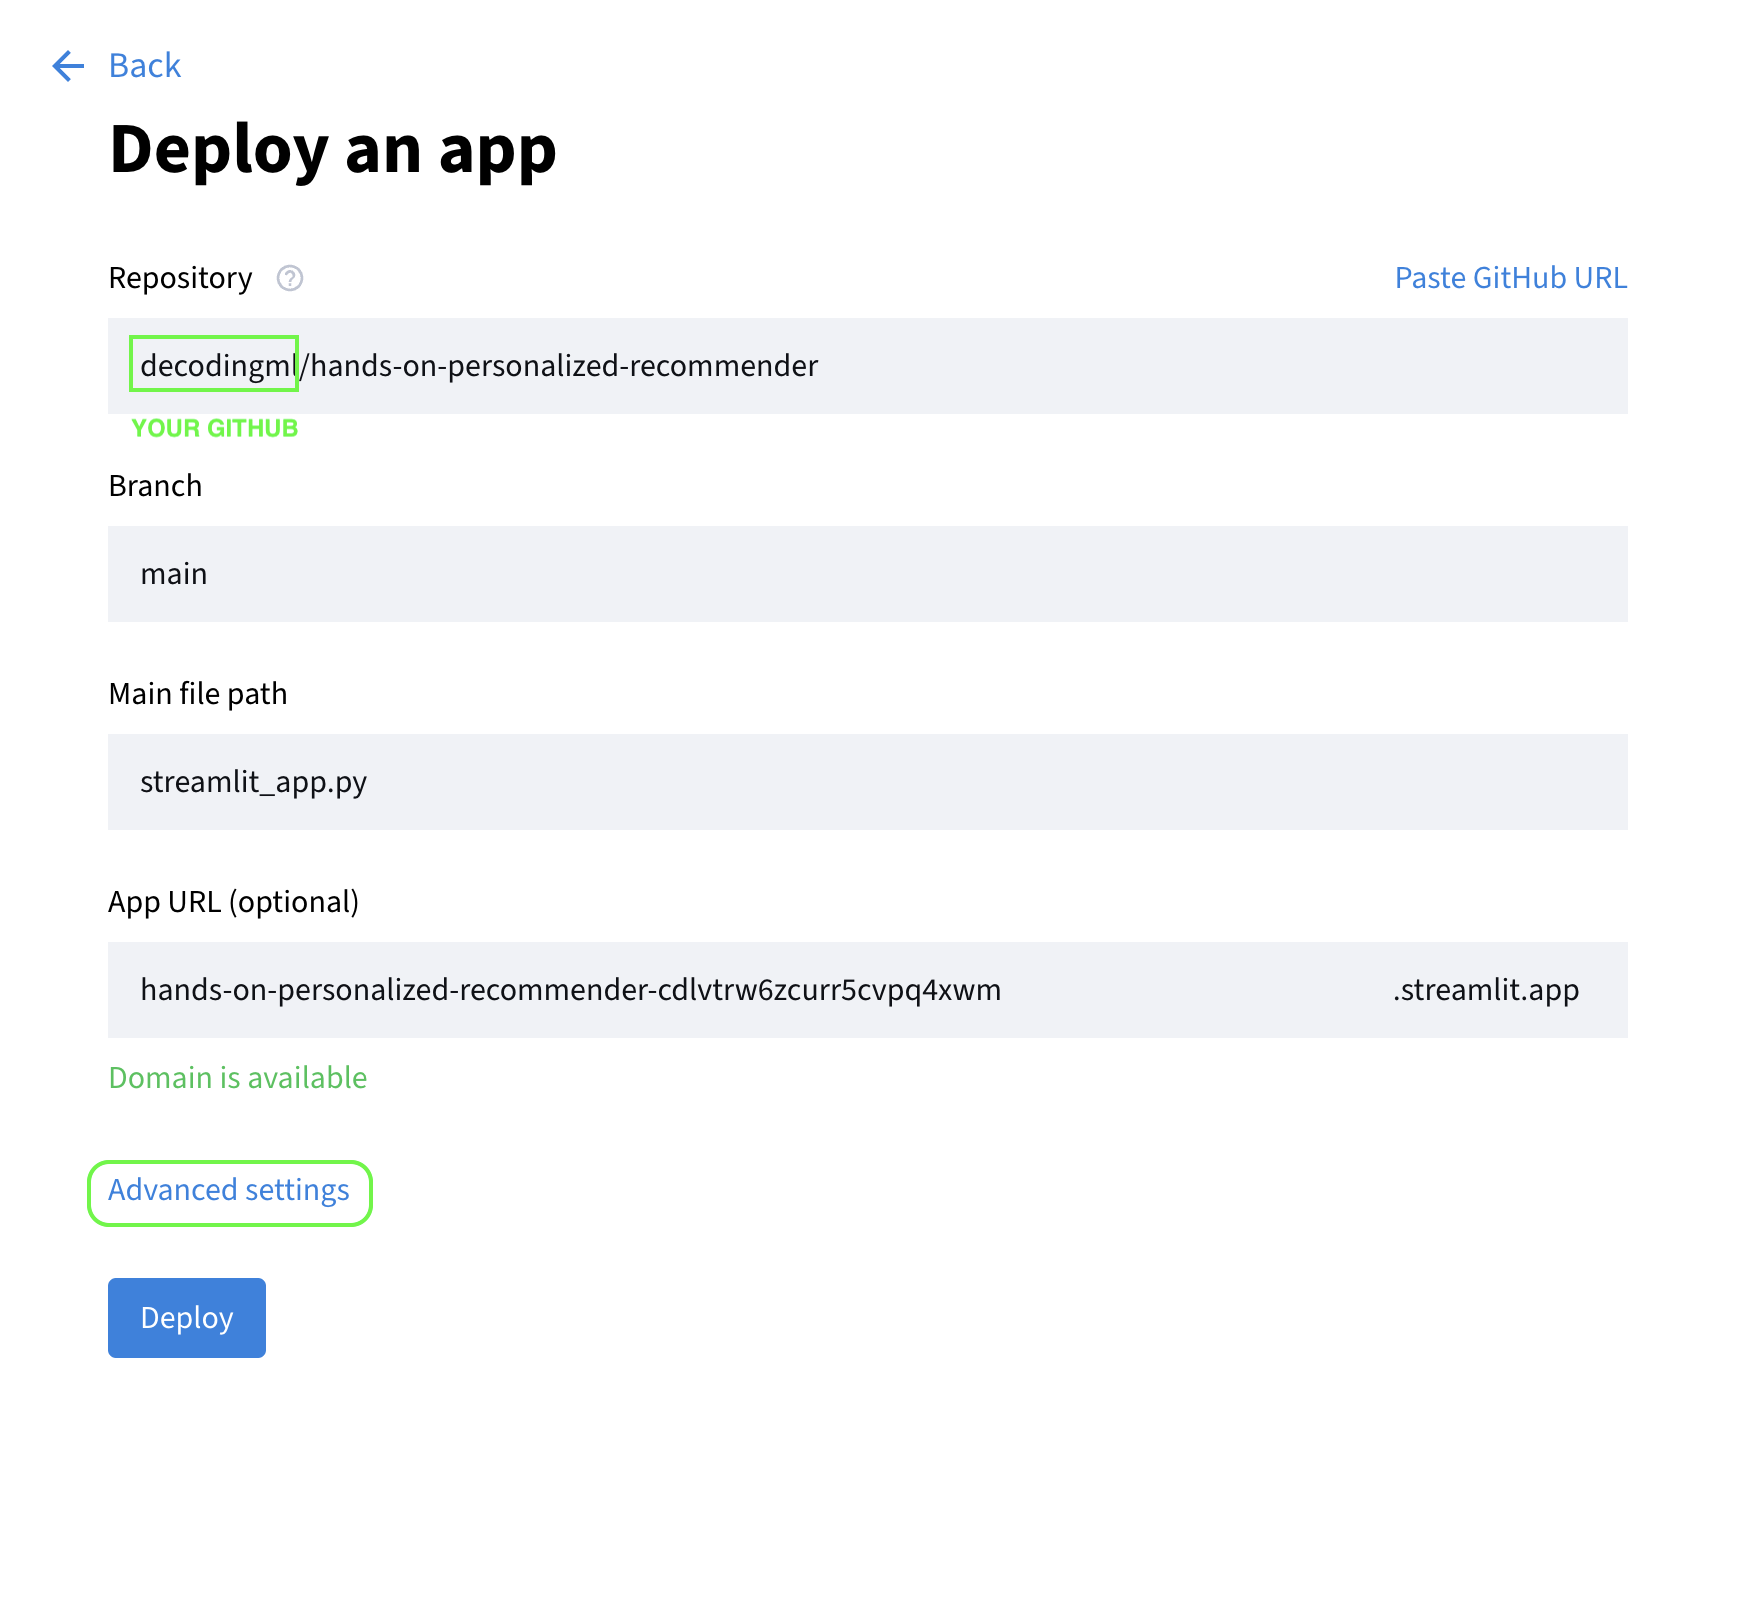 Back
Deploy an app
Repository ? Paste GitHub URL
decodingml/hands-on-personalized-recommender
YOUR GITHUB
Branch
main
Main file path
streamlit_app.py
App URL (optional)
hands-on-personalized-recommender-cdlvtrw6zcurr5cvpq4xwm .streamlit.app
Domain is available
Advanced settings
Deploy